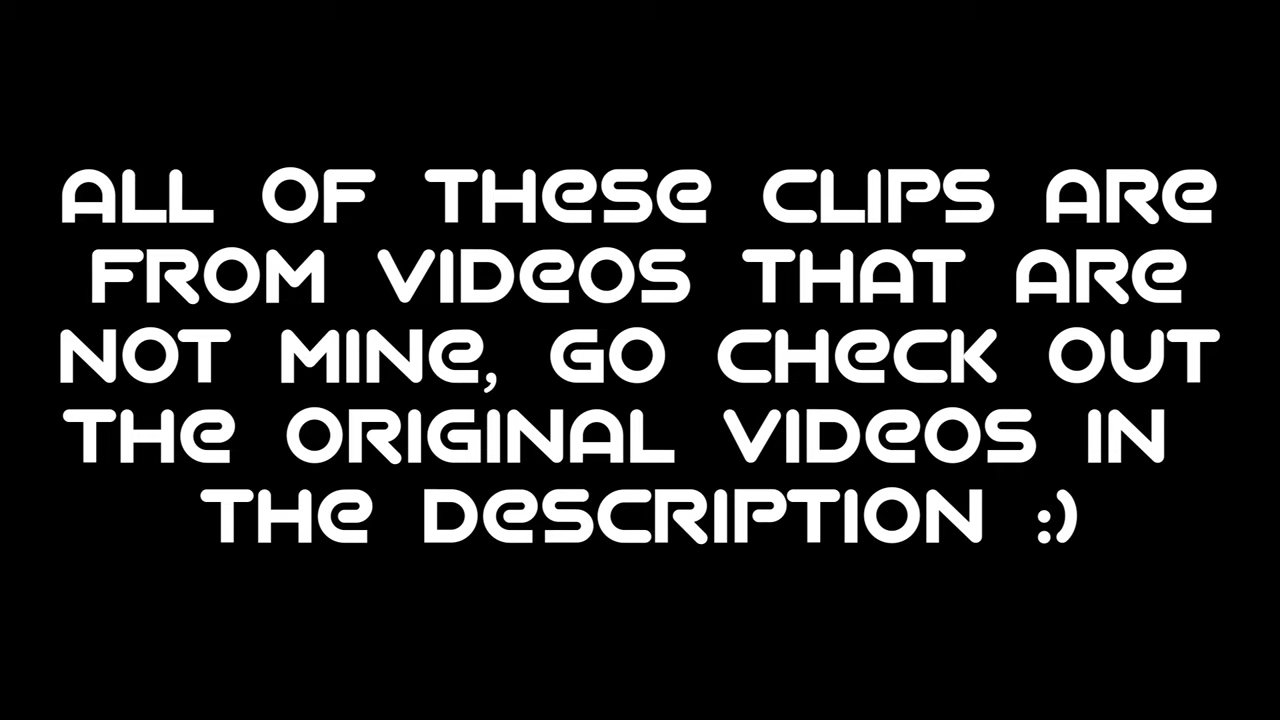 ALL OF THESE CLIPS ARE
FROM VIDEOS THAT ARE
NOT MINE, GO CHECK OUT
THE ORIGINAL VIDEOS IN
THE DESCRIPTION :)